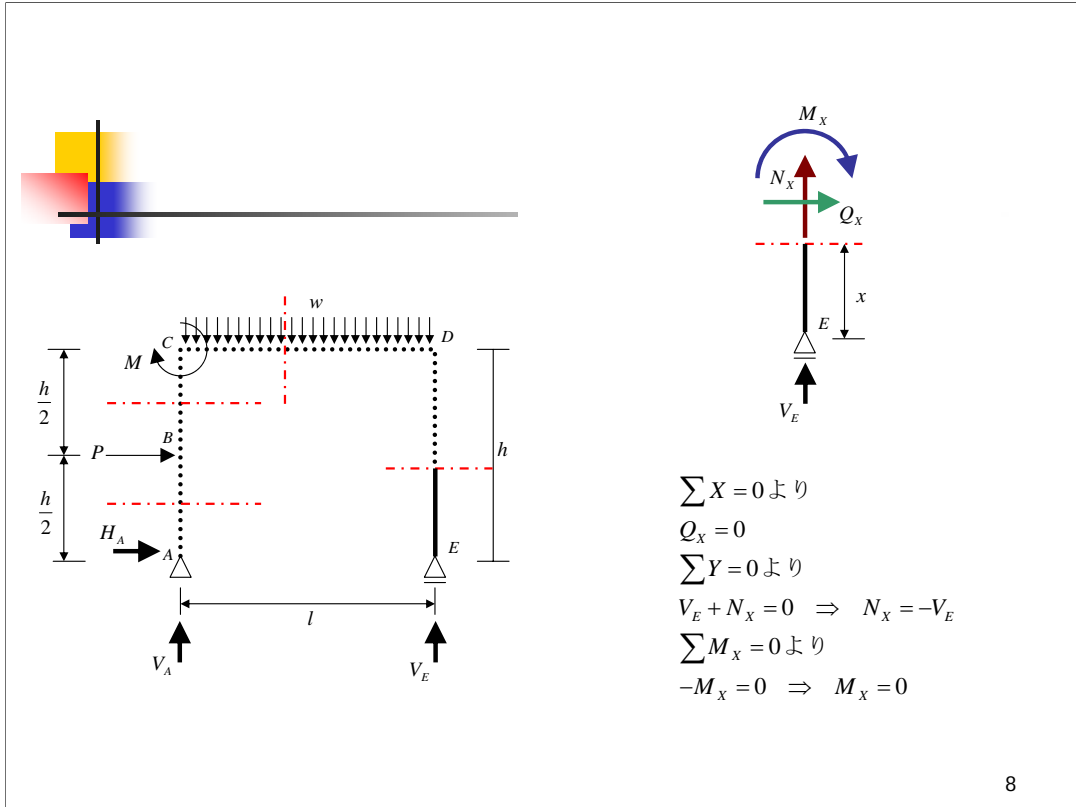 w
C
D
M
h/2
B
P
h
h/2
H_A
A
E
l
V_A
V_E
M_X
N_X
Q_X
x
E
V_E
∑X = 0より
Q_X = 0
∑Y = 0より
V_E + N_X = 0 ⇒ N_X = −V_E
∑M_X = 0より
−M_X = 0 ⇒ M_X = 0
8